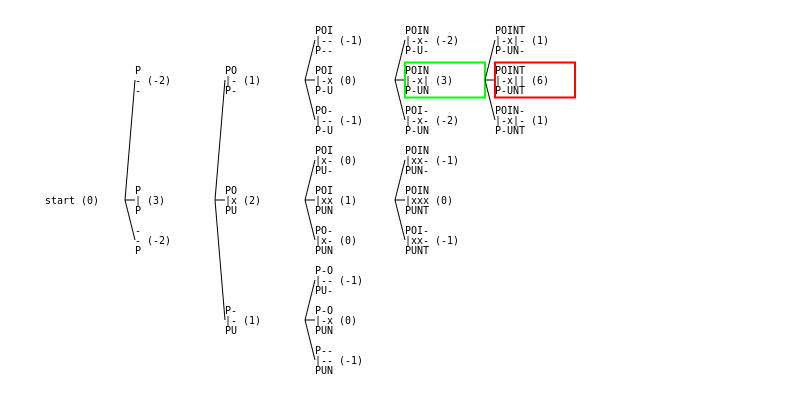 start (0)
P
- (-2)
-
P
| (3)
P
-
- (-2)
P
PO
|- (1)
P-
PO
|x (2)
PU
P-
|- (1)
PU
POI
|-- (-1)
P--
POI
|-x (0)
P-U
PO-
|-- (-1)
P-U
POI
|x- (0)
PU-
POI
|xx (1)
PUN
PO-
|x- (0)
PUN
P-O
|-- (-1)
PU-
P-O
|-x (0)
PUN
P--
|-- (-1)
PUN
POIN
|-x- (-2)
P-U-
POIN
|-x| (3)
P-UN
POI-
|-x- (-2)
P-UN
POIN
|xx- (-1)
PUN-
POIN
|xxx (0)
PUNT
POI-
|xx- (-1)
PUNT
POINT
|-x|- (1)
P-UN-
POINT
|-x|| (6)
P-UNT
POIN-
|-x|- (1)
P-UNT